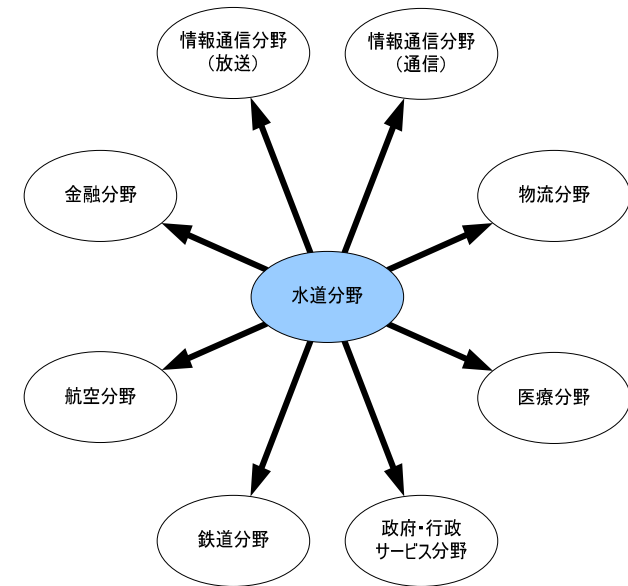 情報通信分野
（放送）
情報通信分野
（通信）
金融分野
物流分野
水道分野
航空分野
医療分野
鉄道分野
政府・行政
サービス分野